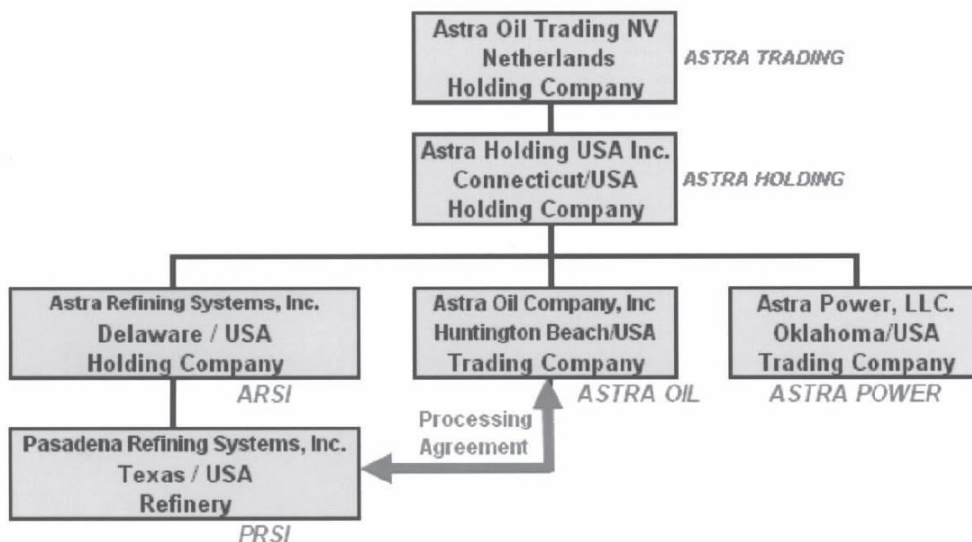 Astra Oil Trading NV
Netherlands
Holding Company
ASTRA TRADING
Astra Holding USA Inc.
Connecticut/USA
Holding Company
ASTRA HOLDING
Astra Refining Systems, Inc.
Delaware / USA
Holding Company
ARSI
Astra Oil Company, Inc
Huntington Beach/USA
Trading Company
ASTRA OIL
Astra Power, LLC.
Oklahoma/USA
Trading Company
ASTRA POWER
Processing
Agreement
Pasadena Refining Systems, Inc.
Texas / USA
Refinery
PRSI